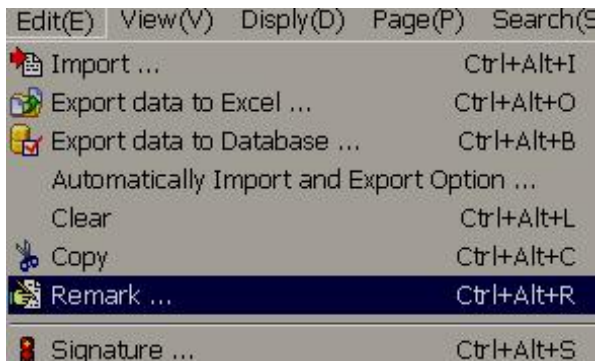 Edit(E) View(V) Disply(D) Page(P) Search(S
Import ... Ctrl+Alt+I
Export data to Excel ... Ctrl+Alt+O
Export data to Database ... Ctrl+Alt+B
Automatically Import and Export Option ...
Clear Ctrl+Alt+L
Copy Ctrl+Alt+C
Remark ... Ctrl+Alt+R
Signature ... Ctrl+Alt+S